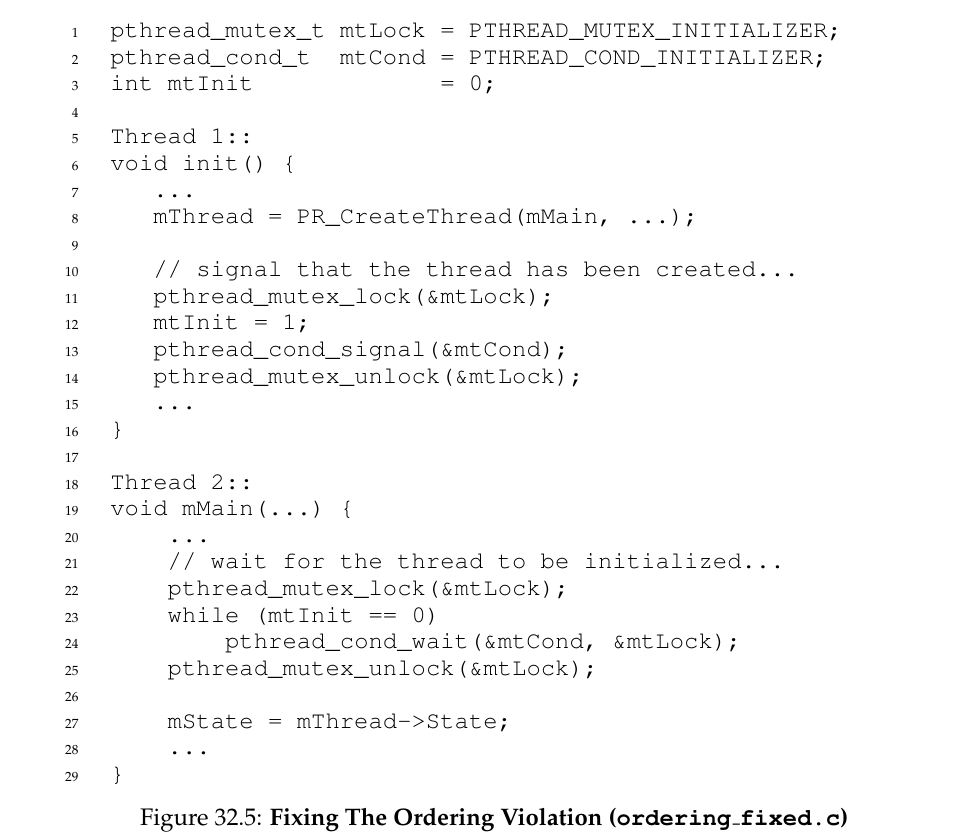 1 pthread_mutex_t mtLock = PTHREAD_MUTEX_INITIALIZER;
2 pthread_cond_t  mtCond = PTHREAD_COND_INITIALIZER;
3 int mtInit             = 0;
4
5 Thread 1::
6 void init() {
7    ...
8    mThread = PR_CreateThread(mMain, ...);
9
10    // signal that the thread has been created...
11    pthread_mutex_lock(&mtLock);
12    mtInit = 1;
13    pthread_cond_signal(&mtCond);
14    pthread_mutex_unlock(&mtLock);
15    ...
16 }
17
18 Thread 2::
19 void mMain(...) {
20     ...
21     // wait for the thread to be initialized...
22     pthread_mutex_lock(&mtLock);
23     while (mtInit == 0)
24         pthread_cond_wait(&mtCond, &mtLock);
25     pthread_mutex_unlock(&mtLock);
26
27     mState = mThread->State;
28     ...
29 }
Figure 32.5: Fixing The Ordering Violation (ordering_fixed.c)